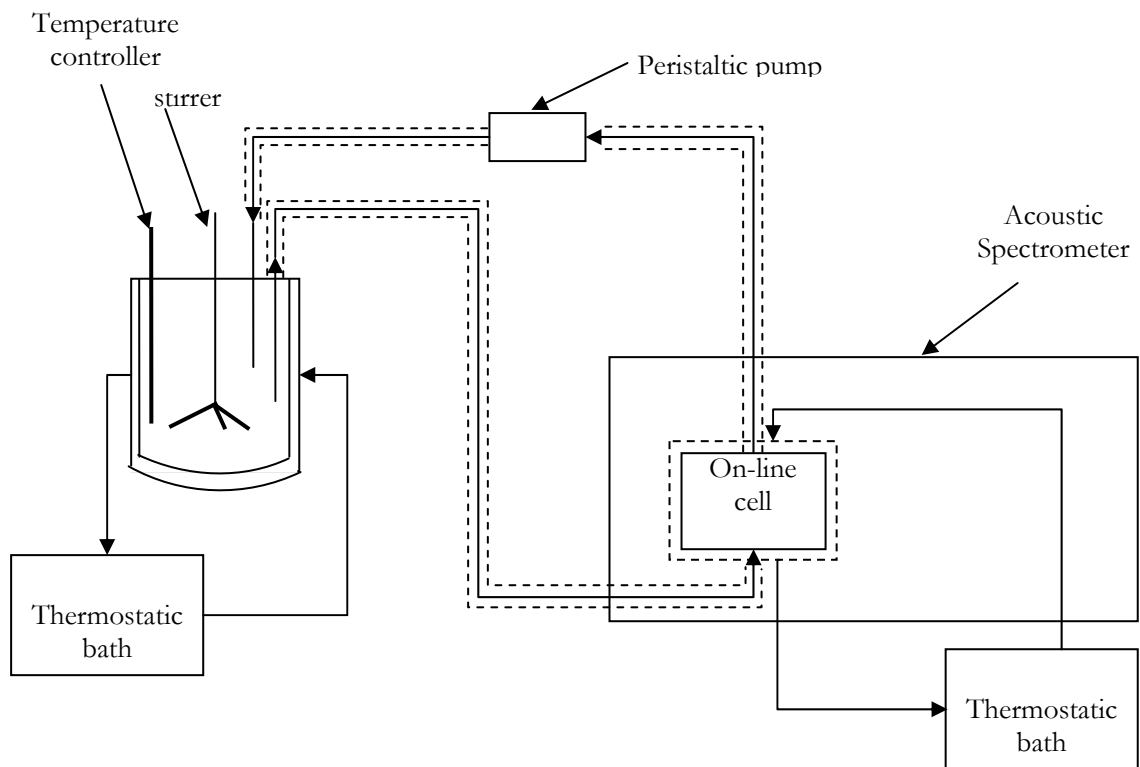 Temperature
controller
stirrer
Peristaltic pump
Acoustic
Spectrometer
On-line
cell
Thermostatic
bath
Thermostatic
bath